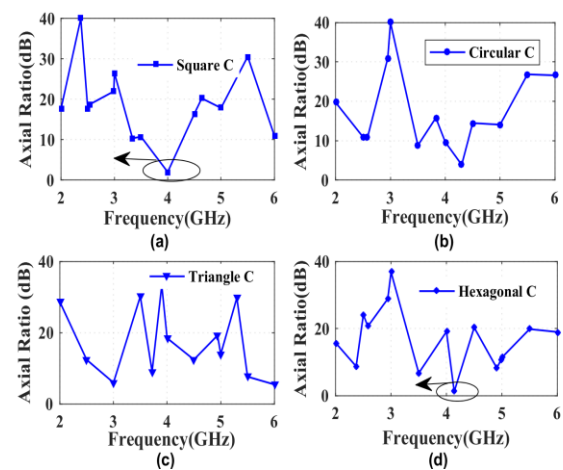 Axial Ratio(dB)
40
30
20
10
0
Square C
2 3 4 5 6
Frequency(GHz)
(a)
Axial Ratio(dB)
40
30
20
10
0
Circular C
2 3 4 5 6
Frequency(GHz)
(b)
Axial Ratio (dB)
40
20
0
Triangle C
2 3 4 5 6
Frequency(GHz)
(c)
Axial Ratio(dB)
40
20
0
Hexagonal C
2 3 4 5 6
Frequency(GHz)
(d)